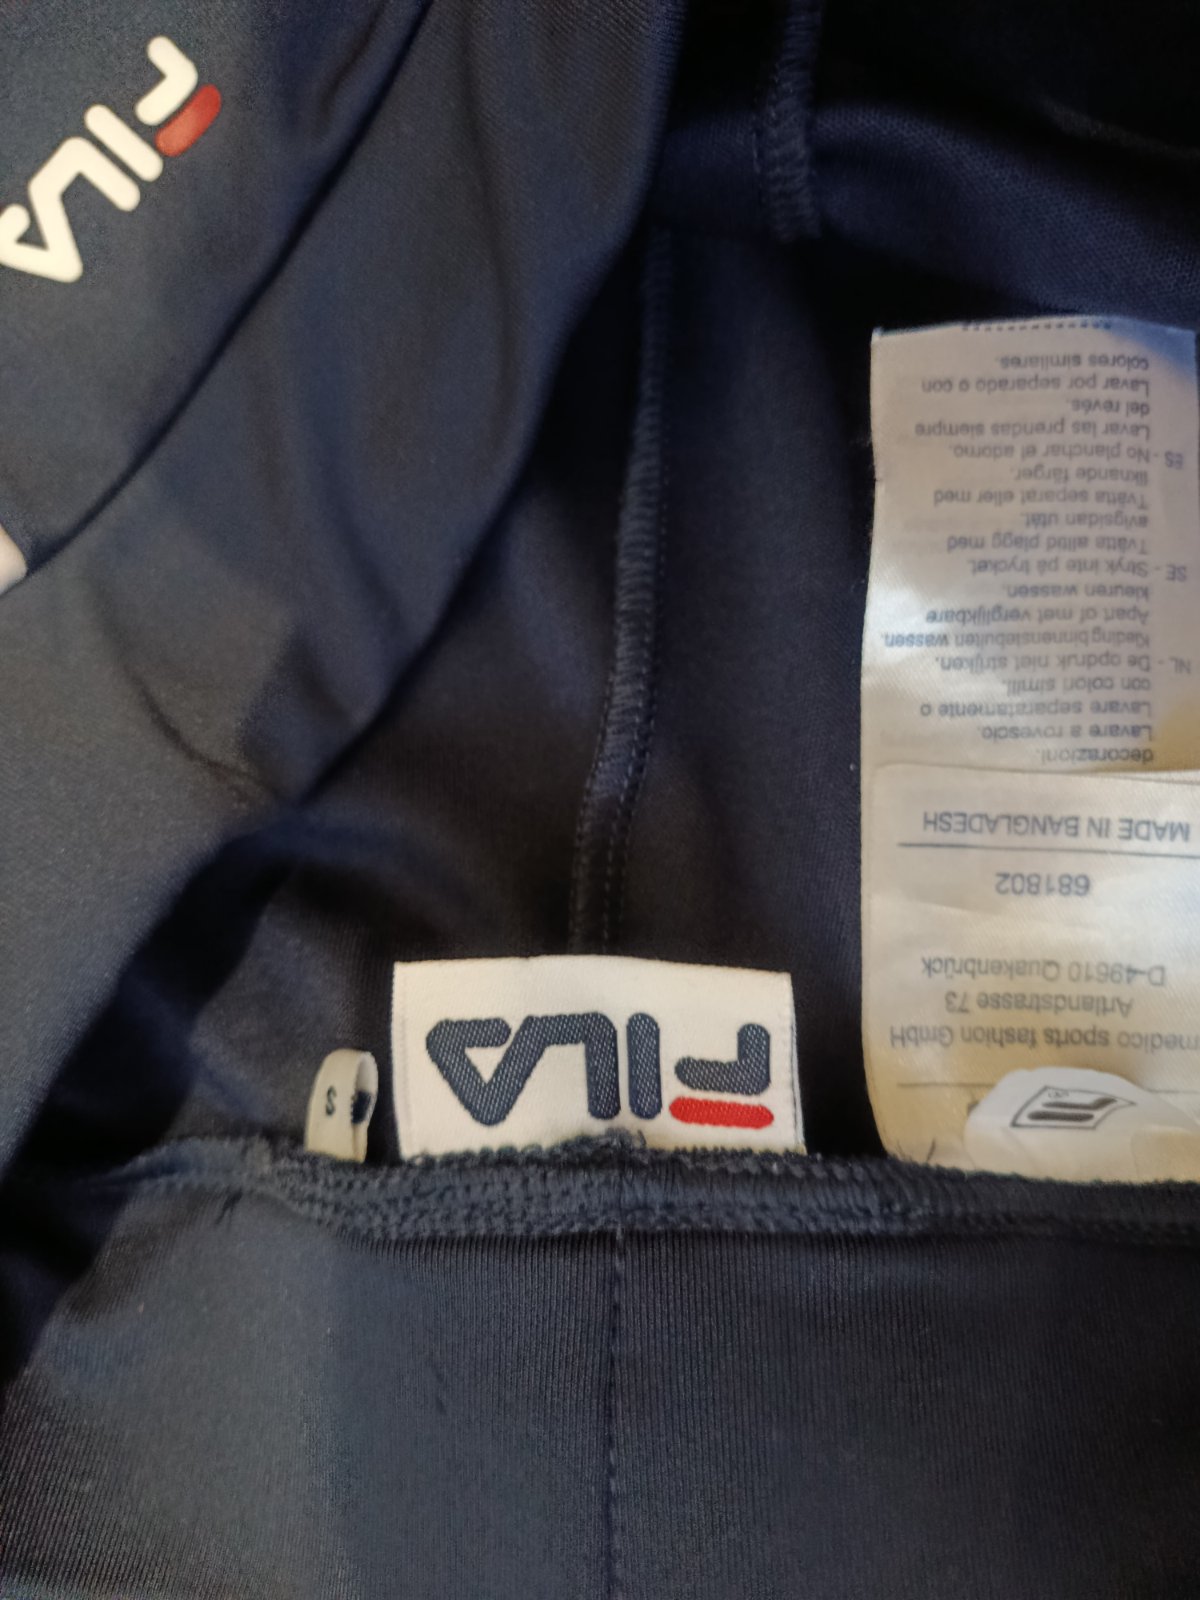 FILA
FILA
S
medico sports fashion GmbH
Artlandstrasse 73
D-49610 Quakenbrück
681802
MADE IN BANGLADESH
decorazioni.
Lavare a rovescio.
Lavare separatamente o
con colori simili.
NL - De opdruk niet strijken.
Kleding binnenstebuiten wassen.
Apart of met vergelijkbare
kleuren wassen.
SE - Stryk inte på trycket.
Tvätta alltid plagg med
avigsidan utåt.
Tvätta separat eller med
liknande färger.
ES - No planchar el adorno.
Lavar las prendas siempre
del revés.
Lavar por separado o con
colores similares.